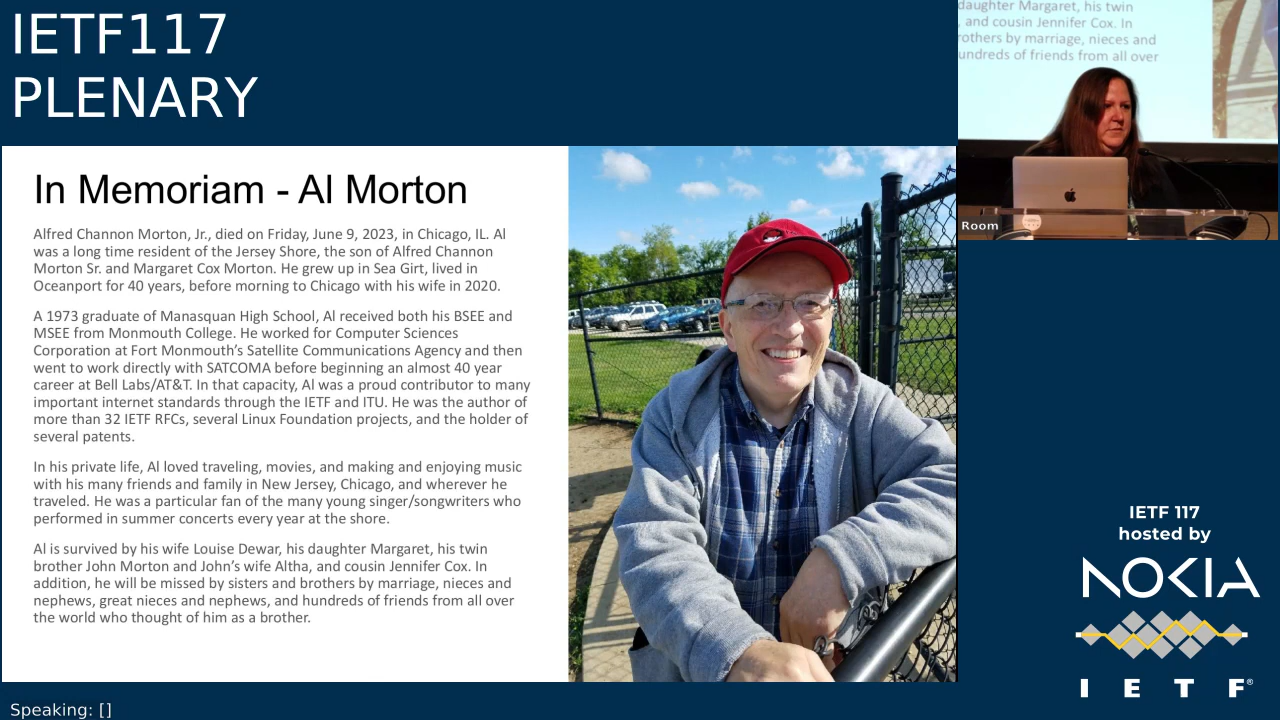 IETF117
PLENARY
In Memoriam - Al Morton
Alfred Channon Morton, Jr., died on Friday, June 9, 2023, in Chicago, IL. Al
was a long time resident of the Jersey Shore, the son of Alfred Channon
Morton Sr. and Margaret Cox Morton. He grew up in Sea Girt, lived in
Oceanport for 40 years, before morning to Chicago with his wife in 2020.
A 1973 graduate of Manasquan High School, Al received both his BSEE and
MSEE from Monmouth College. He worked for Computer Sciences
Corporation at Fort Monmouth’s Satellite Communications Agency and then
went to work directly with SATCOMA before beginning an almost 40 year
career at Bell Labs/AT&T. In that capacity, Al was a proud contributor to many
important internet standards through the IETF and ITU. He was the author of
more than 32 IETF RFCs, several Linux Foundation projects, and the holder of
several patents.
In his private life, Al loved traveling, movies, and making and enjoying music
with his many friends and family in New Jersey, Chicago, and wherever he
traveled. He was a particular fan of the many young singer/songwriters who
performed in summer concerts every year at the shore.
Al is survived by his wife Louise Dewar, his daughter Margaret, his twin
brother John Morton and John’s wife Altha, and cousin Jennifer Cox. In
addition, he will be missed by sisters and brothers by marriage, nieces and
nephews, great nieces and nephews, and hundreds of friends from all over
the world who thought of him as a brother.
daughter Margaret, his twin
, and cousin Jennifer Cox. In
rothers by marriage, nieces and
undreds of friends from all over
Room
IETF 117
hosted by
NOKIA
I E T F®
Speaking: []